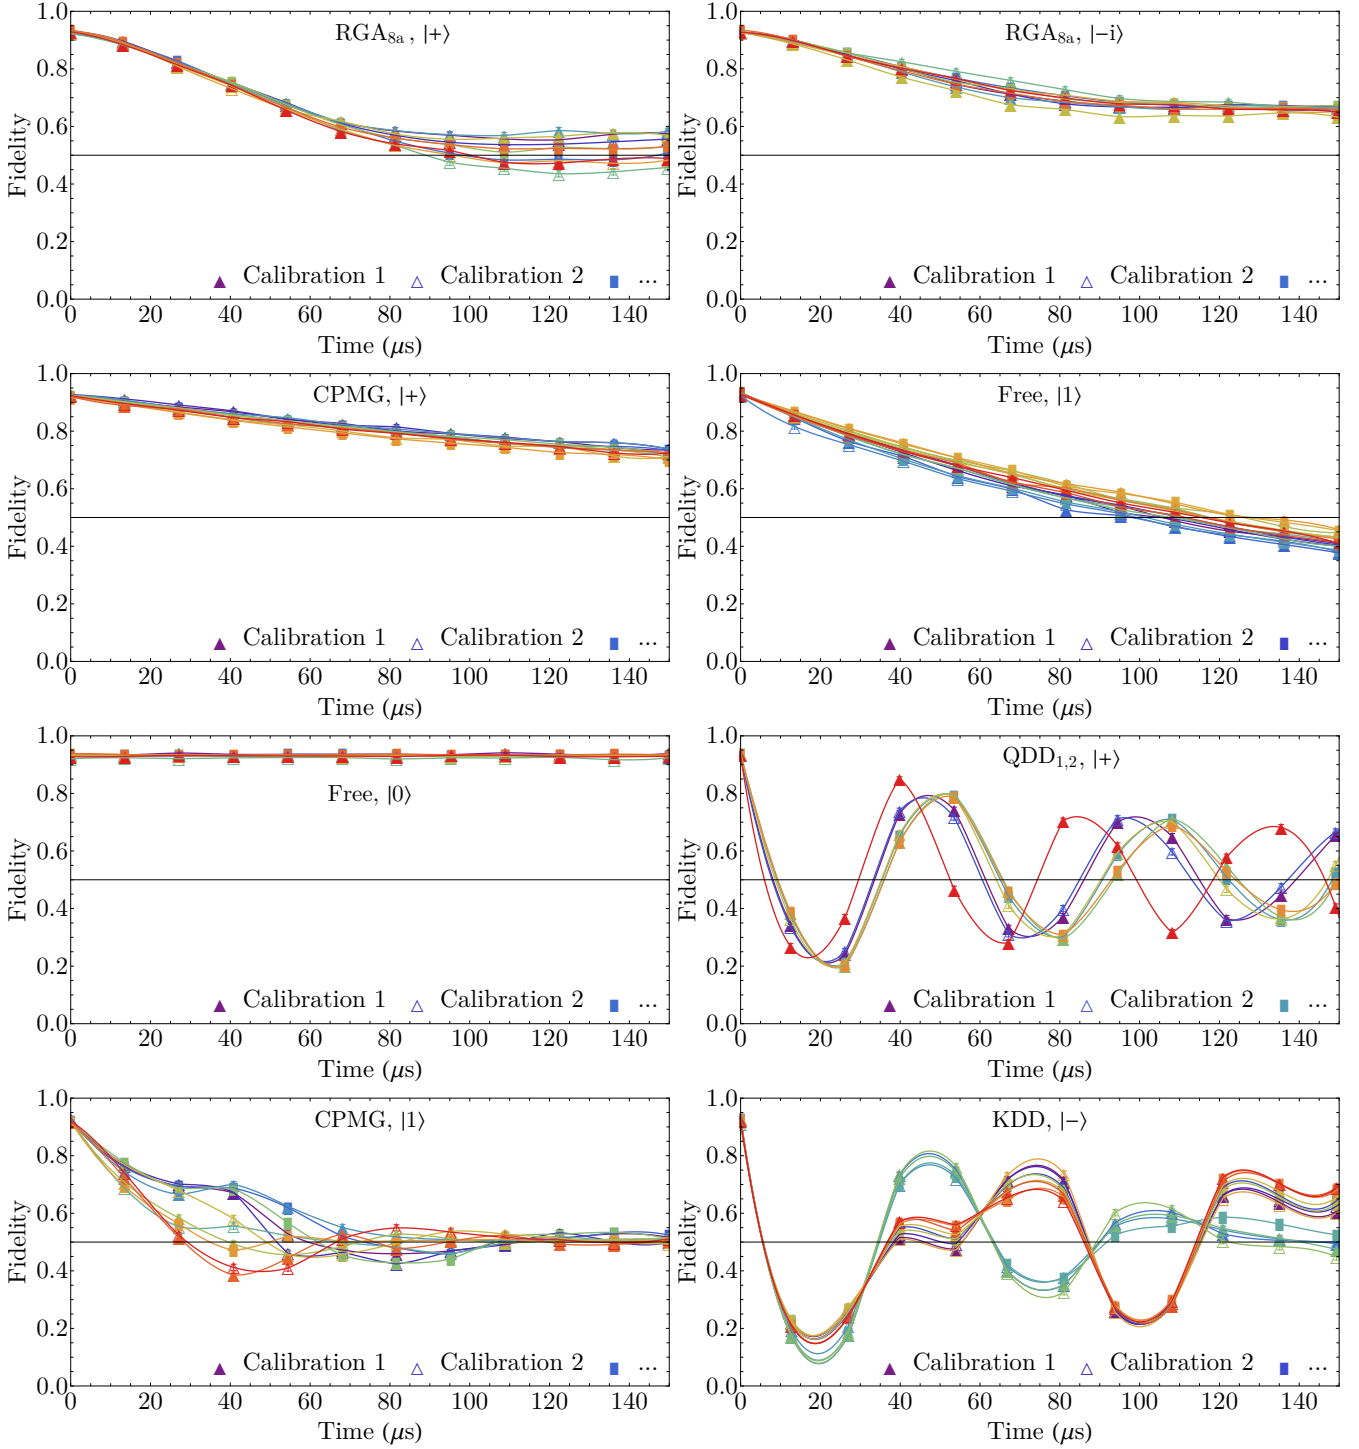 RGA8a, |+⟩
Fidelity
1.0
0.8
0.6
0.4
0.2
0.0
▲ Calibration 1 △ Calibration 2 ■ ...
0 20 40 60 80 100 120 140
Time (μs)
RGA8a, |−i⟩
Fidelity
1.0
0.8
0.6
0.4
0.2
0.0
▲ Calibration 1 △ Calibration 2 ■ ...
0 20 40 60 80 100 120 140
Time (μs)
CPMG, |+⟩
Fidelity
1.0
0.8
0.6
0.4
0.2
0.0
▲ Calibration 1 △ Calibration 2 ■ ...
0 20 40 60 80 100 120 140
Time (μs)
Free, |1⟩
Fidelity
1.0
0.8
0.6
0.4
0.2
0.0
▲ Calibration 1 △ Calibration 2 ■ ...
0 20 40 60 80 100 120 140
Time (μs)
Free, |0⟩
Fidelity
1.0
0.8
0.6
0.4
0.2
0.0
▲ Calibration 1 △ Calibration 2 ■ ...
0 20 40 60 80 100 120 140
Time (μs)
QDD1,2, |+⟩
Fidelity
1.0
0.8
0.6
0.4
0.2
0.0
▲ Calibration 1 △ Calibration 2 ■ ...
0 20 40 60 80 100 120 140
Time (μs)
CPMG, |1⟩
Fidelity
1.0
0.8
0.6
0.4
0.2
0.0
▲ Calibration 1 △ Calibration 2 ■ ...
0 20 40 60 80 100 120 140
Time (μs)
KDD, |−⟩
Fidelity
1.0
0.8
0.6
0.4
0.2
0.0
▲ Calibration 1 △ Calibration 2 ■ ...
0 20 40 60 80 100 120 140
Time (μs)